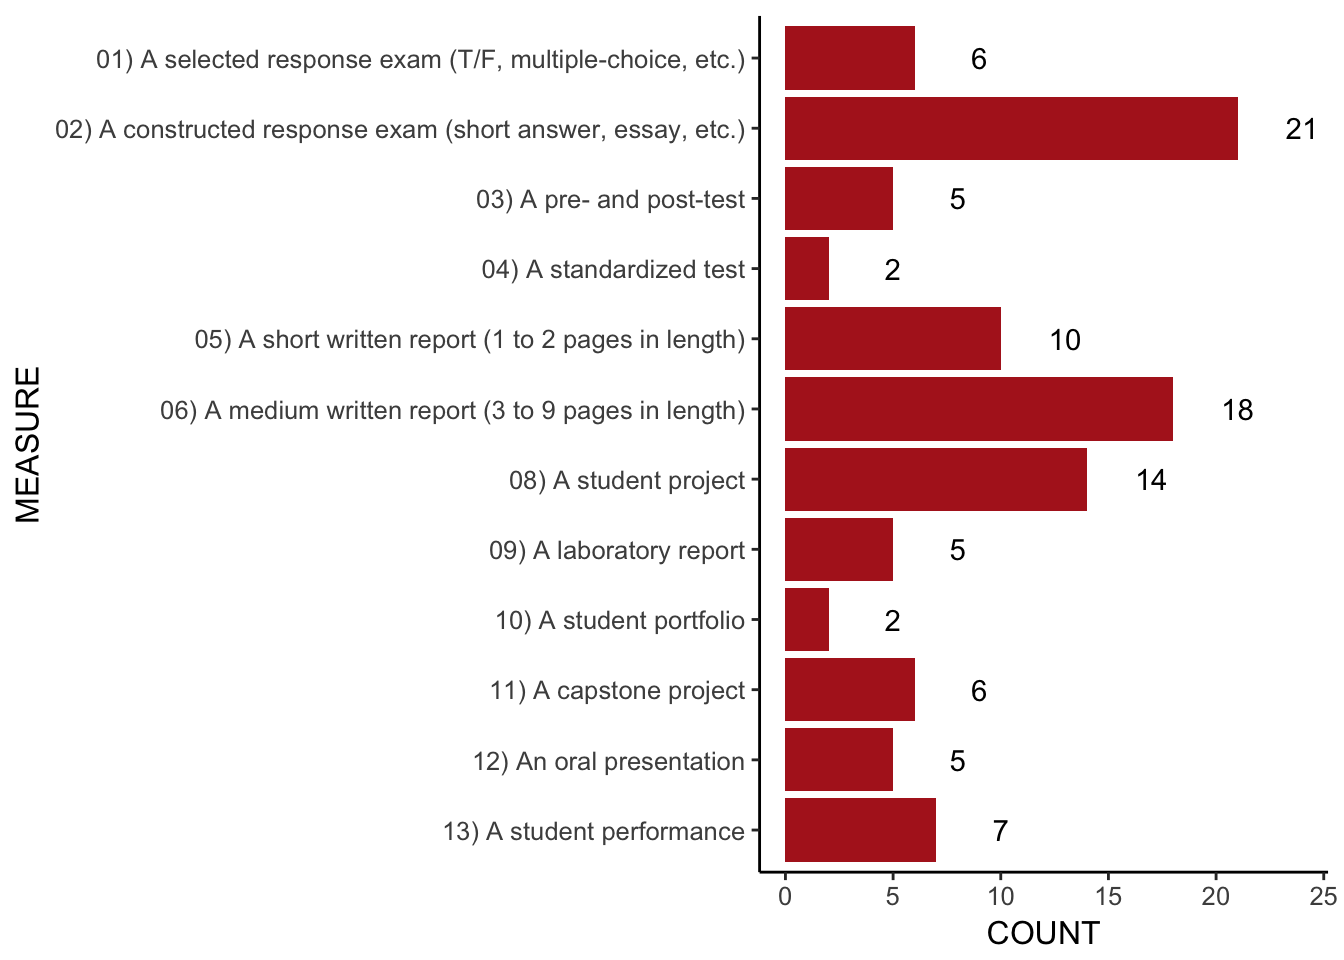 01) A selected response exam (T/F, multiple-choice, etc.) 6
02) A constructed response exam (short answer, essay, etc.) 21
03) A pre- and post-test 5
04) A standardized test 2
05) A short written report (1 to 2 pages in length) 10
06) A medium written report (3 to 9 pages in length) 18
08) A student project 14
09) A laboratory report 5
10) A student portfolio 2
11) A capstone project 6
12) An oral presentation 5
13) A student performance 7
MEASURE
0 5 10 15 20 25
COUNT